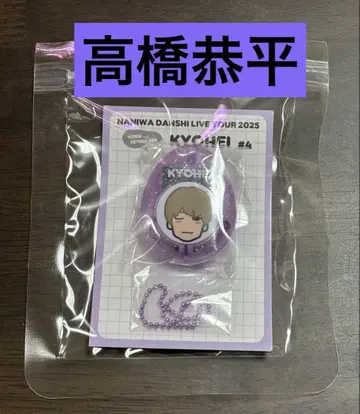 高橋恭平
NANIWA DANSHI LIVE TOUR 2025
KYOHEI #4
KYOHEI